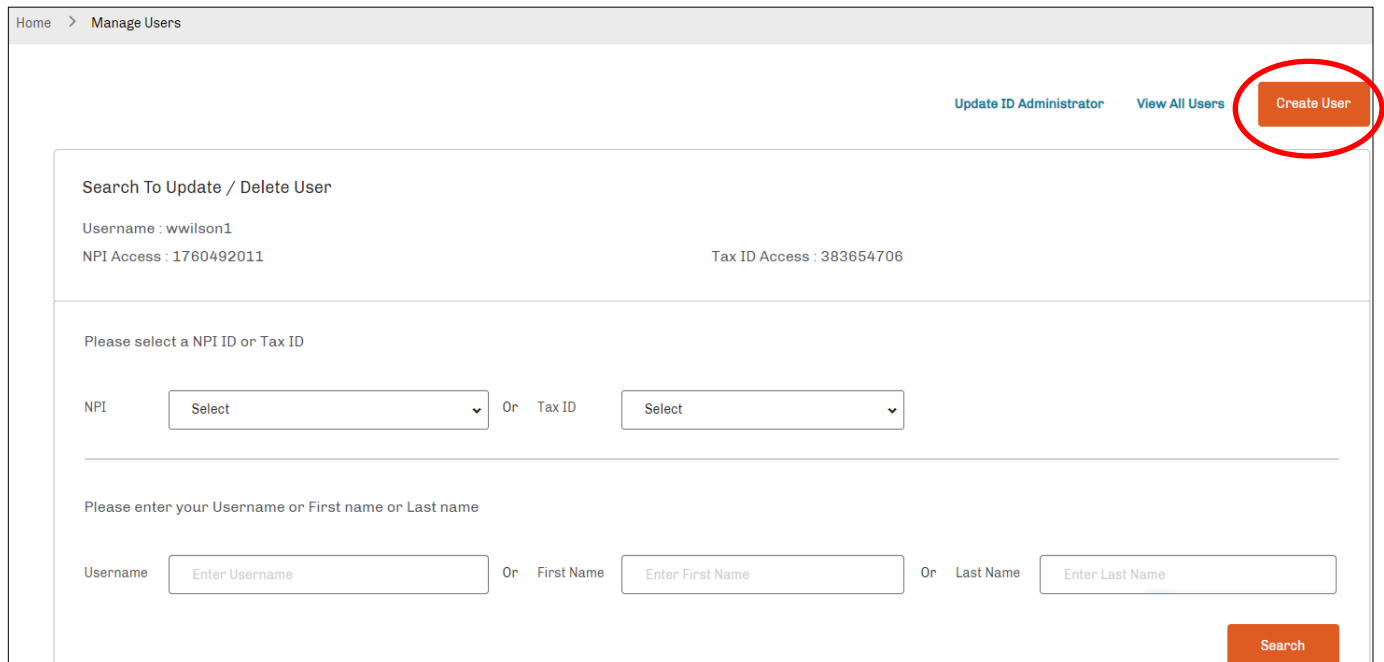 Home > Manage Users
Update ID Administrator View All Users Create User
Search To Update / Delete User
Username : wwilson1
NPI Access : 1760492011 Tax ID Access : 383654706
Please select a NPI ID or Tax ID
NPI Select Or Tax ID Select
Please enter your Username or First name or Last name
Username Enter Username Or First Name Enter First Name Or Last Name Enter Last Name
Search